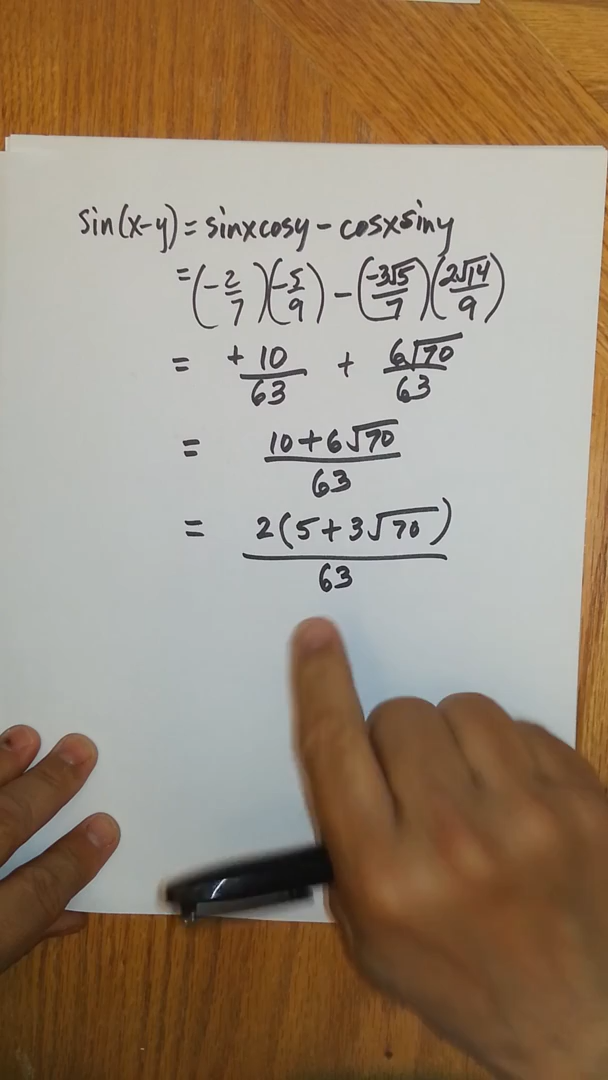 sin(x-y) = sinxcosy - cosxsiny
= (-2/7)(-5/9) - (-3√5/7)(2√14/9)
= +10/63 + 6√70/63
= 10+6√70/63
= 2(5+3√70)/63